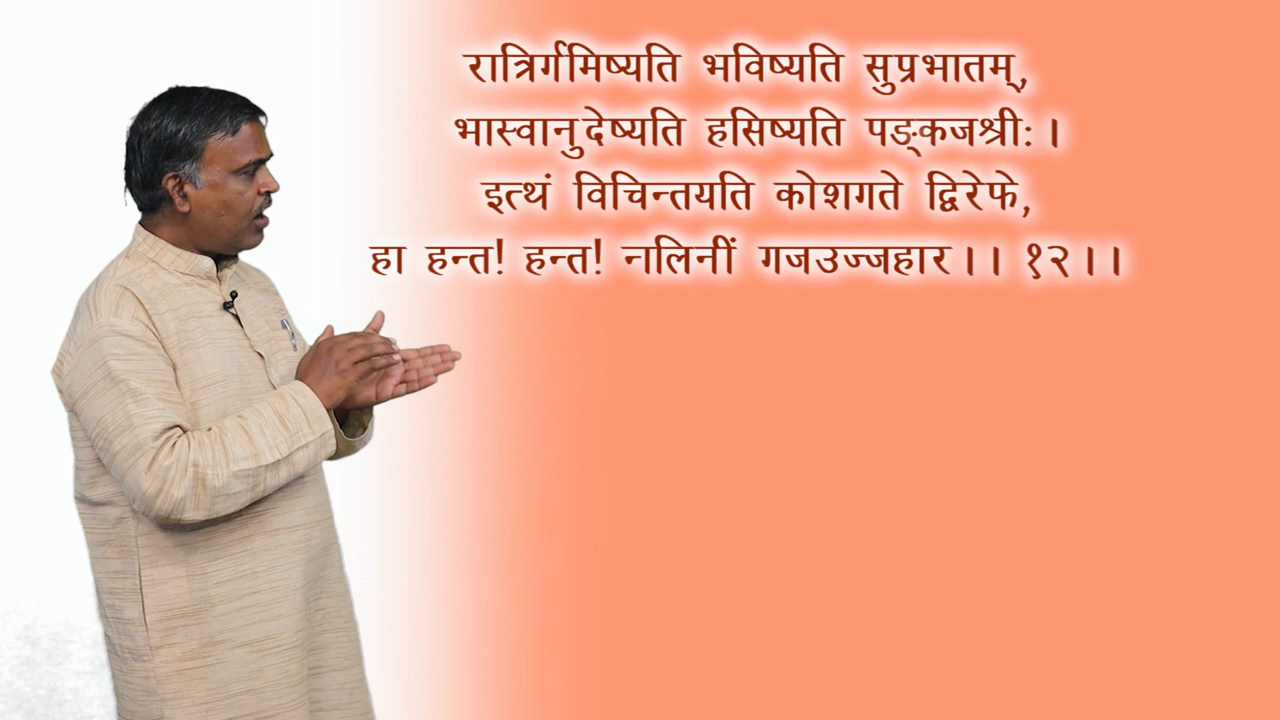 रात्रिर्गमिष्यति भविष्यति सुप्रभातम्,
भास्वानुदेष्यति हसिष्यति पङ्कजश्रीः ।
इत्थं विचिन्तयति कोशगते द्विरेफे,
हा हन्त! हन्त! नलिनीं गजउज्जहार ।। १२ ।।